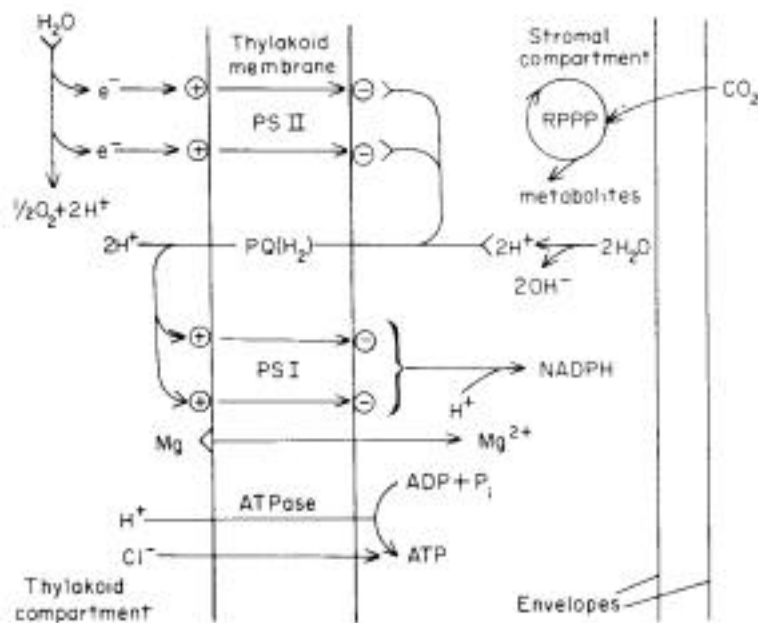 H₂O
Thylakoid
membrane
Stromal
compartment
e⁻ + −
CO₂
PS II
RPPP
e⁻ + −
metabolites
½O₂+2H⁺
2H⁺ PQ(H₂) 2H⁺ 2H₂O
2OH⁻
+ −
PS I
NADPH
H⁺
+ −
Mg Mg²⁺
ADP+Pᵢ
ATPase
H⁺
Cl⁻ ATP
Thylakoid
compartment
Envelopes